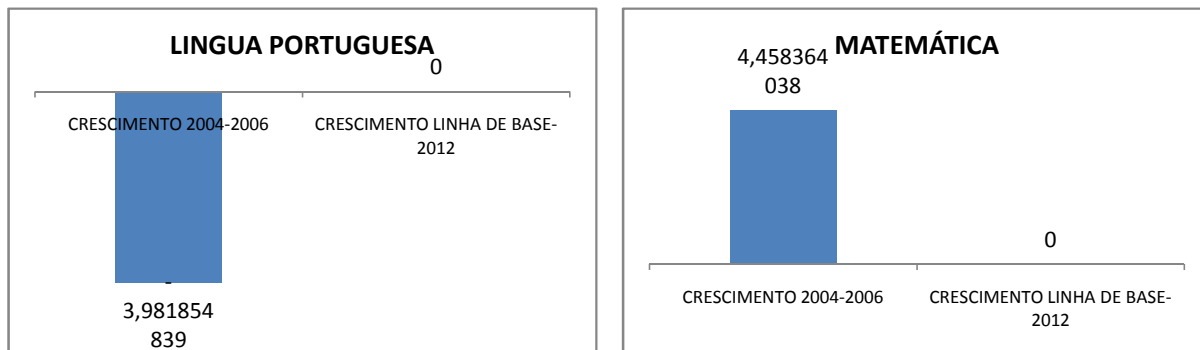 LINGUA PORTUGUESA
0
CRESCIMENTO 2004-2006
CRESCIMENTO LINHA DE BASE-
2012
-
3,981854
839
MATEMÁTICA
4,458364
038
0
CRESCIMENTO 2004-2006
CRESCIMENTO LINHA DE BASE-
2012